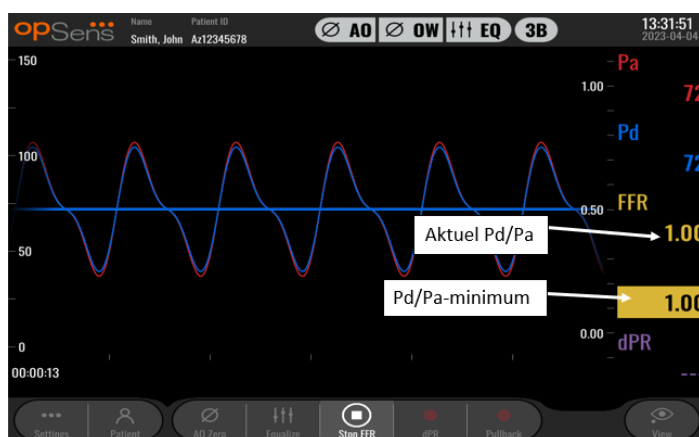 opSens
Name
Patient ID
Smith, John
Az12345678
AO
OW
EQ
3B
13:31:51
2023-04-04
150
Pa
1.00
72
Pd
100
72
0.50
FFR
Aktuel Pd/Pa
1.00
50
Pd/Pa-minimum
1.00
0.00
dPR
0
00:00:13
---
Settings
Patient
AO Zero
Equalize
Stop FFR
dPR
Pullback
View